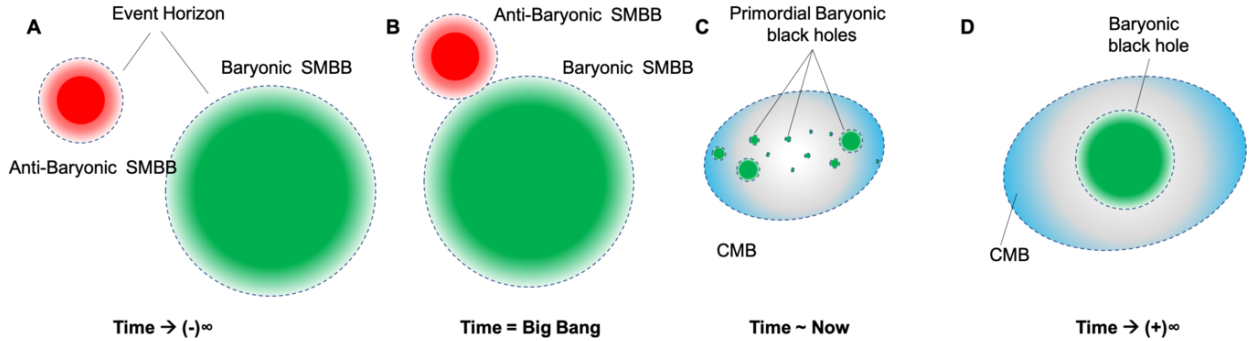 A
Event Horizon
Baryonic SMBB
Anti-Baryonic SMBB
Time → (-)∞
B
Anti-Baryonic SMBB
Baryonic SMBB
Time = Big Bang
C
Primordial Baryonic
black holes
CMB
Time ~ Now
D
Baryonic
black hole
CMB
Time → (+)∞